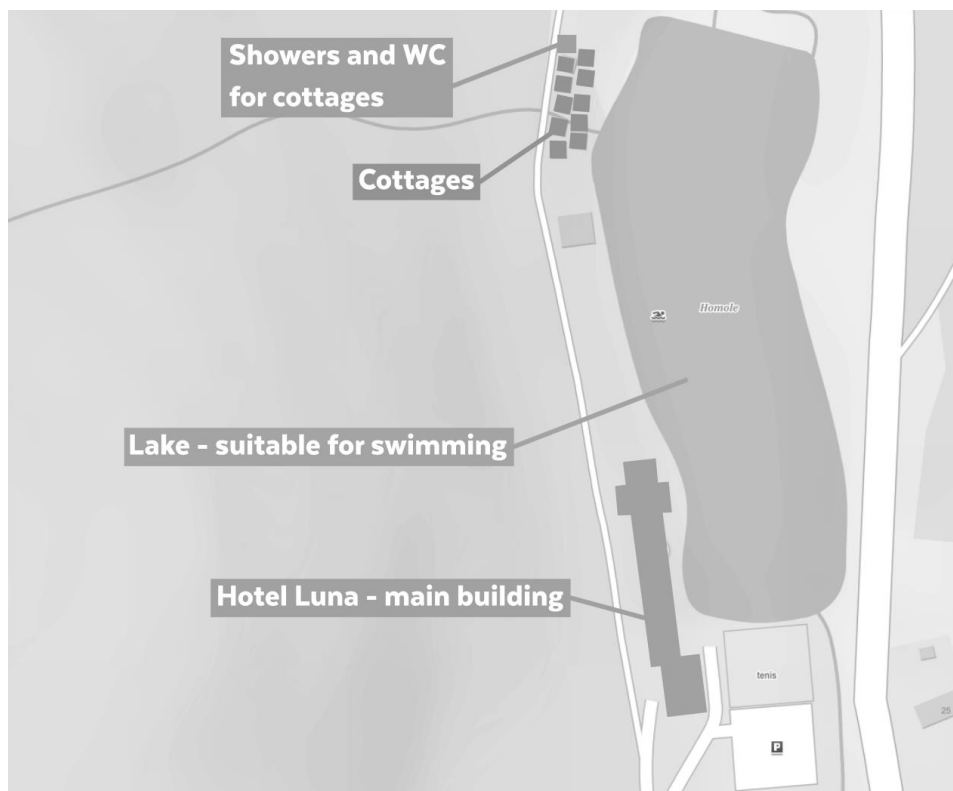 Showers and WC
for cottages
Cottages
Homole
Lake - suitable for swimming
Hotel Luna - main building
tenis
25
P